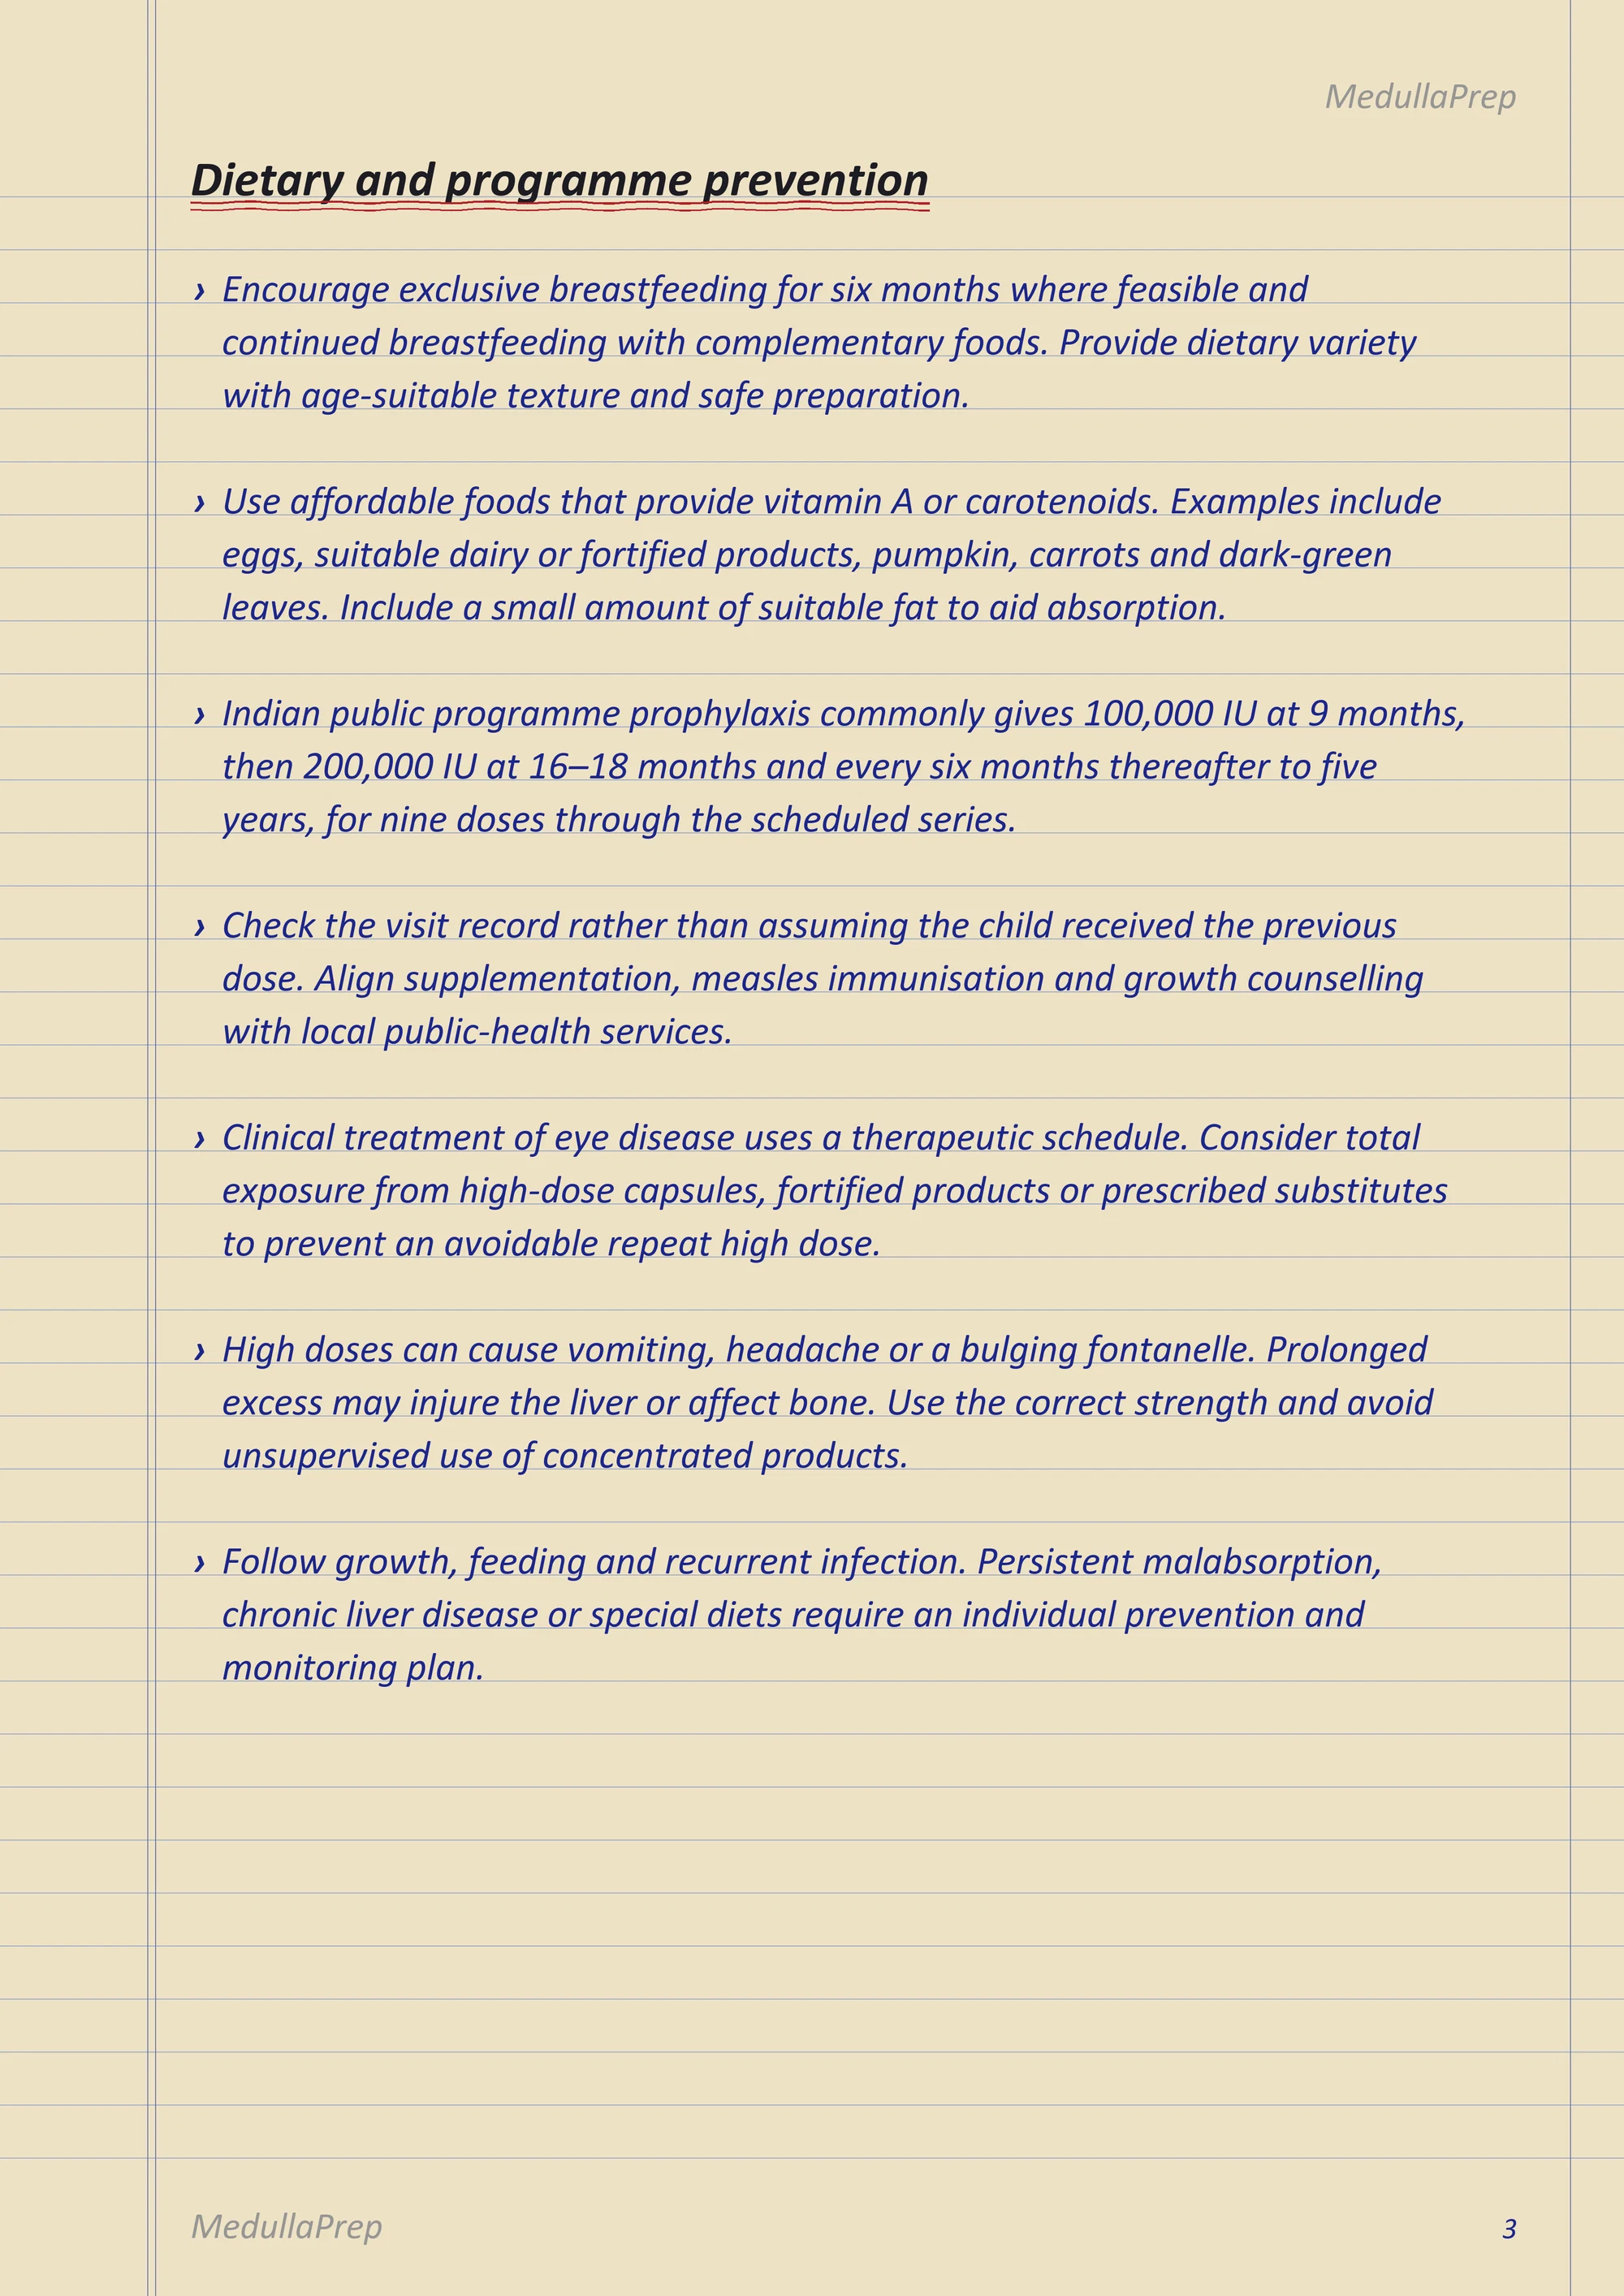 MedullaPrep
Dietary and programme prevention
› Encourage exclusive breastfeeding for six months where feasible and
continued breastfeeding with complementary foods. Provide dietary variety
with age-suitable texture and safe preparation.
› Use affordable foods that provide vitamin A or carotenoids. Examples include
eggs, suitable dairy or fortified products, pumpkin, carrots and dark-green
leaves. Include a small amount of suitable fat to aid absorption.
› Indian public programme prophylaxis commonly gives 100,000 IU at 9 months,
then 200,000 IU at 16–18 months and every six months thereafter to five
years, for nine doses through the scheduled series.
› Check the visit record rather than assuming the child received the previous
dose. Align supplementation, measles immunisation and growth counselling
with local public-health services.
› Clinical treatment of eye disease uses a therapeutic schedule. Consider total
exposure from high-dose capsules, fortified products or prescribed substitutes
to prevent an avoidable repeat high dose.
› High doses can cause vomiting, headache or a bulging fontanelle. Prolonged
excess may injure the liver or affect bone. Use the correct strength and avoid
unsupervised use of concentrated products.
› Follow growth, feeding and recurrent infection. Persistent malabsorption,
chronic liver disease or special diets require an individual prevention and
monitoring plan.
MedullaPrep
3